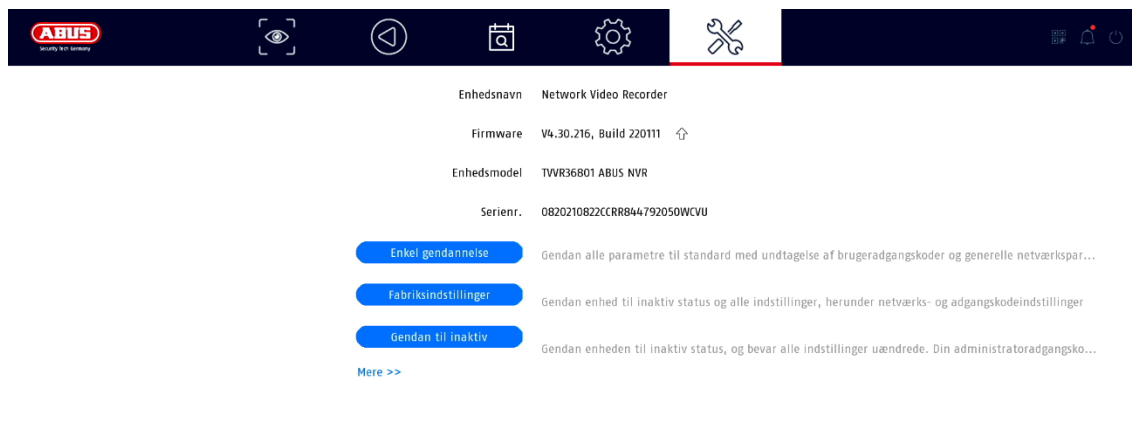 ABUS
Security Tech Germany
Enhedsnavn Network Video Recorder
Firmware V4.30.216, Build 220111
Enhedsmodel TVVR36801 ABUS NVR
Serienr. 0820210822CCRR844792050WCVU
Enkel gendannelse Gendan alle parametre til standard med undtagelse af brugeradgangskoder og generelle netværkspar...
Fabriksindstillinger Gendan enhed til inaktiv status og alle indstillinger, herunder netværks- og adgangskodeindstillinger
Gendan til inaktiv Gendan enheden til inaktiv status, og bevar alle indstillinger uændrede. Din administratoradgangsko...
Mere >>